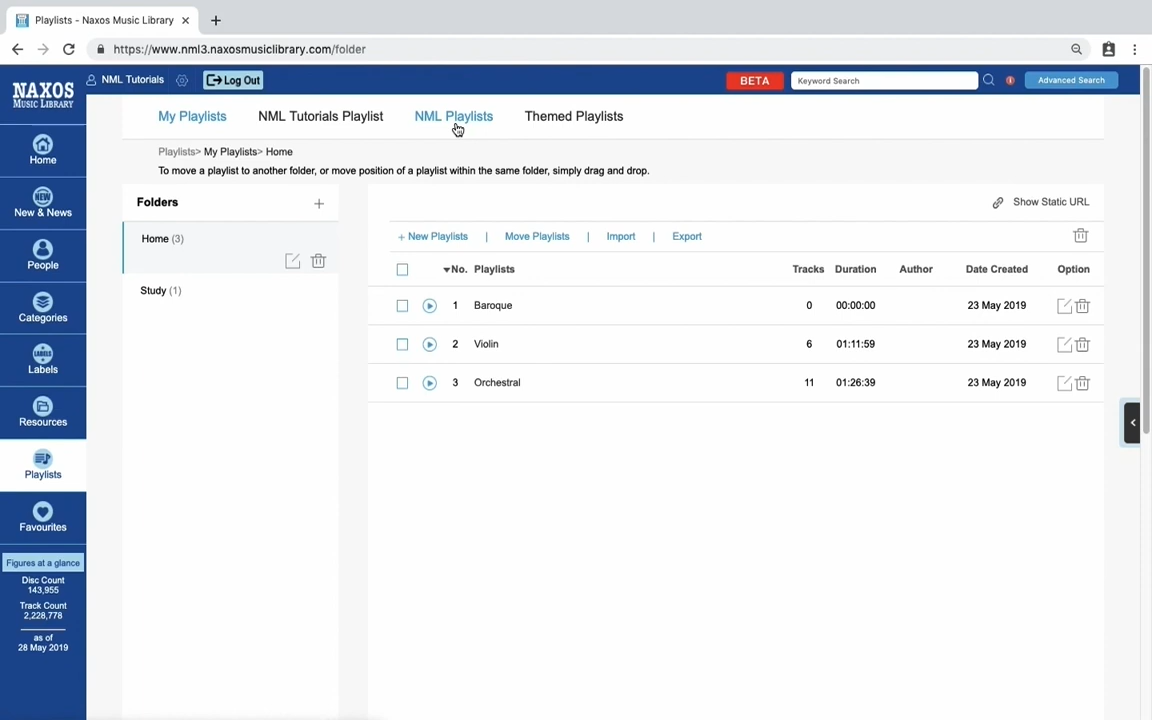 Playlists - Naxos Music Library
https://www.nml3.naxosmusiclibrary.com/folder
NAXOS
MUSIC LIBRARY
NML Tutorials
Log Out
BETA
Keyword Search
Advanced Search
My Playlists
NML Tutorials Playlist
NML Playlists
Themed Playlists
Playlists> My Playlists> Home
To move a playlist to another folder, or move position of a playlist within the same folder, simply drag and drop.
Home
NEW
New & News
People
Categories
LABELS
Labels
Resources
Playlists
Favourites
Figures at a glance
Disc Count
143,955
Track Count
2,228,778
as of
28 May 2019
Folders +
Home (3)
Study (1)
Show Static URL
+ New Playlists | Move Playlists | Import | Export
No. Playlists Tracks Duration Author Date Created Option
1 Baroque 0 00:00:00 23 May 2019
2 Violin 6 01:11:59 23 May 2019
3 Orchestral 11 01:26:39 23 May 2019